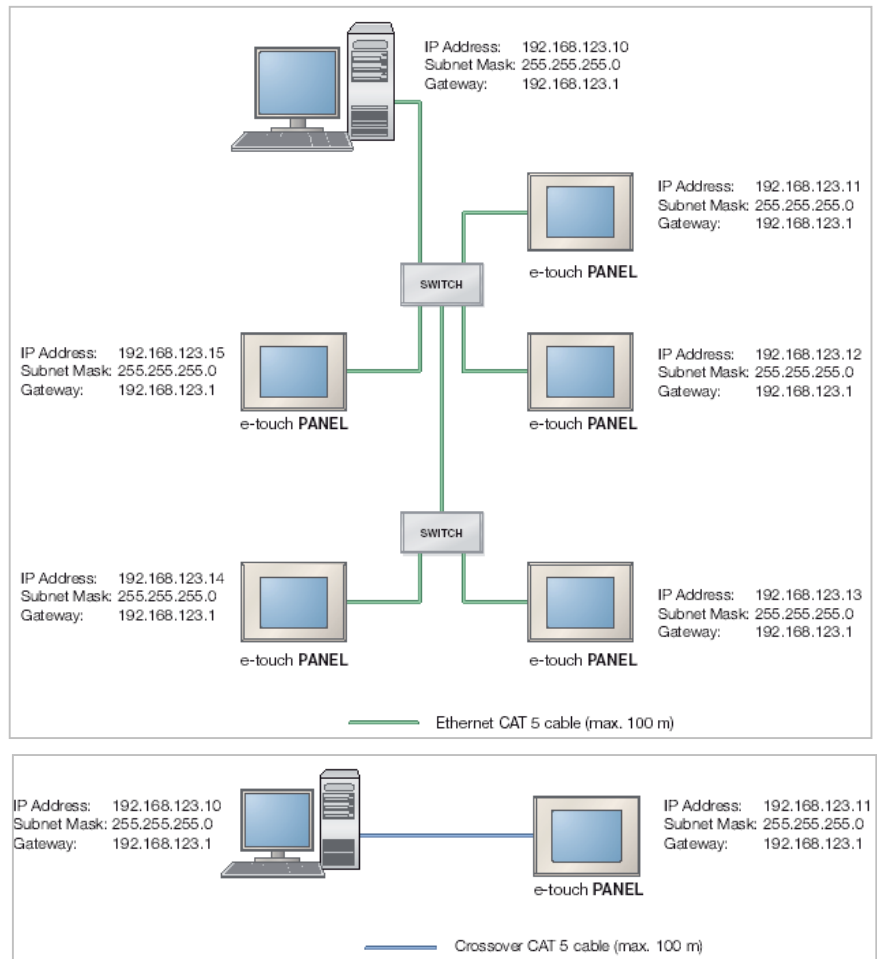 IP Address: 192.168.123.10
Subnet Mask: 255.255.255.0
Gateway: 192.168.123.1
IP Address: 192.168.123.11
Subnet Mask: 255.255.255.0
Gateway: 192.168.123.1
e-touch PANEL
SWITCH
IP Address: 192.168.123.15
Subnet Mask: 255.255.255.0
Gateway: 192.168.123.1
e-touch PANEL
IP Address: 192.168.123.12
Subnet Mask: 255.255.255.0
Gateway: 192.168.123.1
e-touch PANEL
SWITCH
IP Address: 192.168.123.14
Subnet Mask: 255.255.255.0
Gateway: 192.168.123.1
e-touch PANEL
IP Address: 192.168.123.13
Subnet Mask: 255.255.255.0
Gateway: 192.168.123.1
e-touch PANEL
Ethernet CAT 5 cable (max. 100 m)
IP Address: 192.168.123.10
Subnet Mask: 255.255.255.0
Gateway: 192.168.123.1
IP Address: 192.168.123.11
Subnet Mask: 255.255.255.0
Gateway: 192.168.123.1
e-touch PANEL
Crossover CAT 5 cable (max. 100 m)